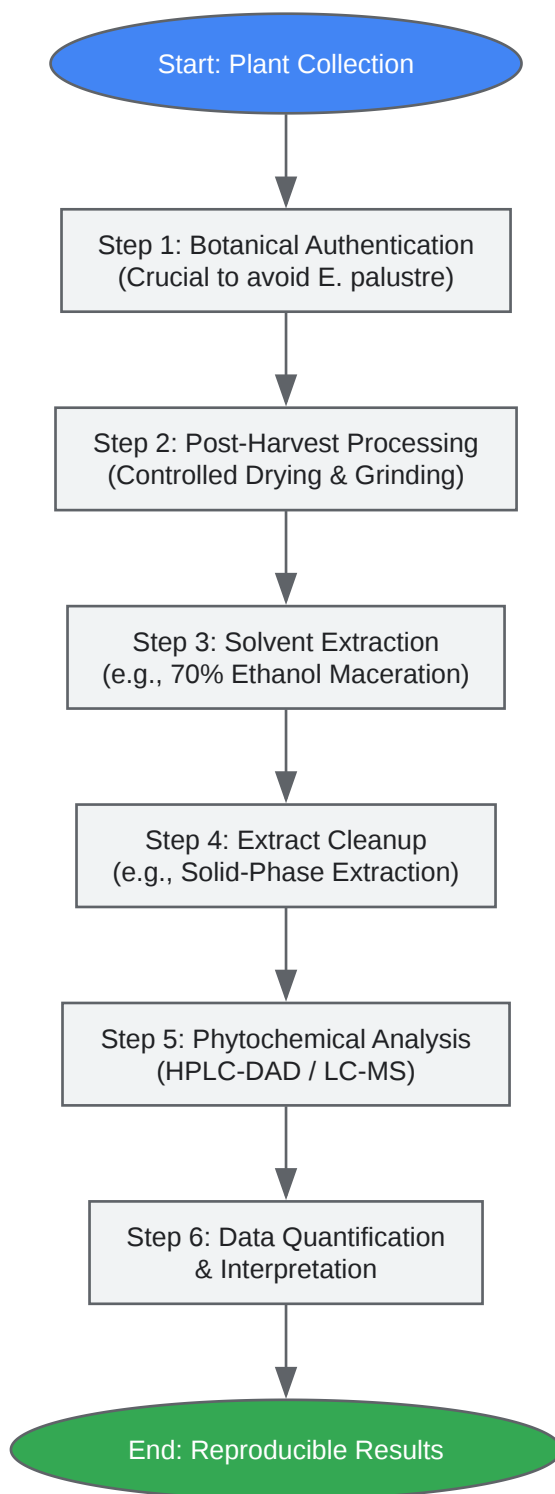 Start: Plant Collection
Step 1: Botanical Authentication
(Crucial to avoid E. palustre)
Step 2: Post-Harvest Processing
(Controlled Drying & Grinding)
Step 3: Solvent Extraction
(e.g., 70% Ethanol Maceration)
Step 4: Extract Cleanup
(e.g., Solid-Phase Extraction)
Step 5: Phytochemical Analysis
(HPLC-DAD / LC-MS)
Step 6: Data Quantification
& Interpretation
End: Reproducible Results